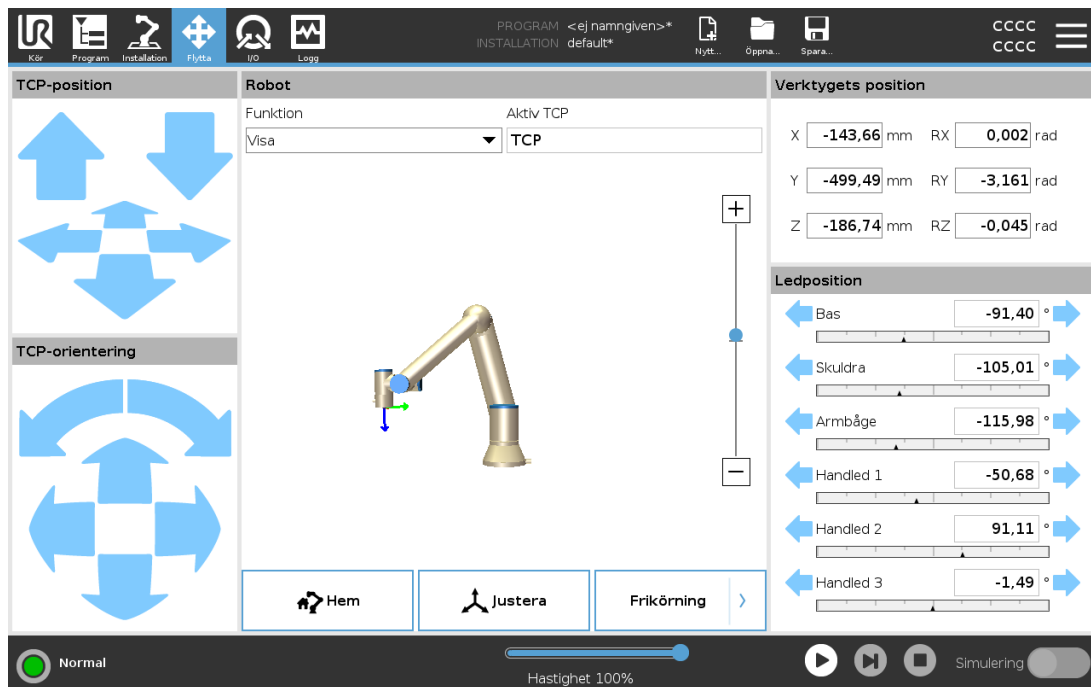 PROGRAM <ej namngiven>*
INSTALLATION default*
CCCC
CCCC
Kör Program Installation Flytta I/O Logg Nytt... Öppna... Spara...
TCP-position
Robot
Verktygets position
Funktion Aktiv TCP
Visa TCP
X -143,66 mm RX 0,002 rad
Y -499,49 mm RY -3,161 rad
Z -186,74 mm RZ -0,045 rad
Ledposition
Bas -91,40 °
Skuldra -105,01 °
Armbåge -115,98 °
Handled 1 -50,68 °
Handled 2 91,11 °
Handled 3 -1,49 °
TCP-orientering
Hem Justera Frikörning
Normal
Hastighet 100%
Simulering